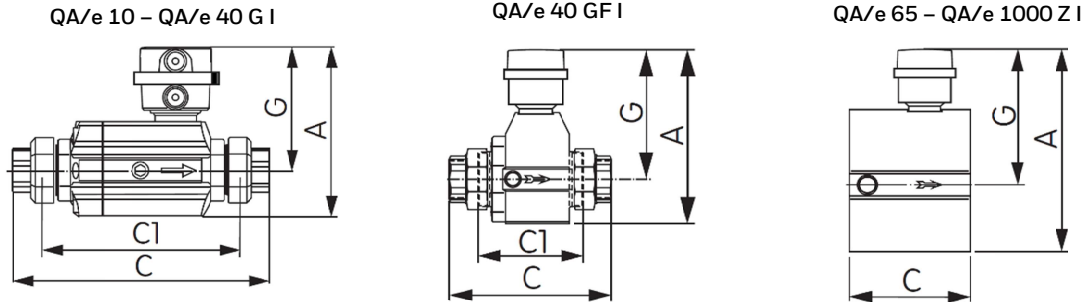 QA/e 10 – QA/e 40 G I
QA/e 40 GF I
QA/e 65 – QA/e 1000 Z I
G
A
C1
C
G
A
C1
C
G
A
C